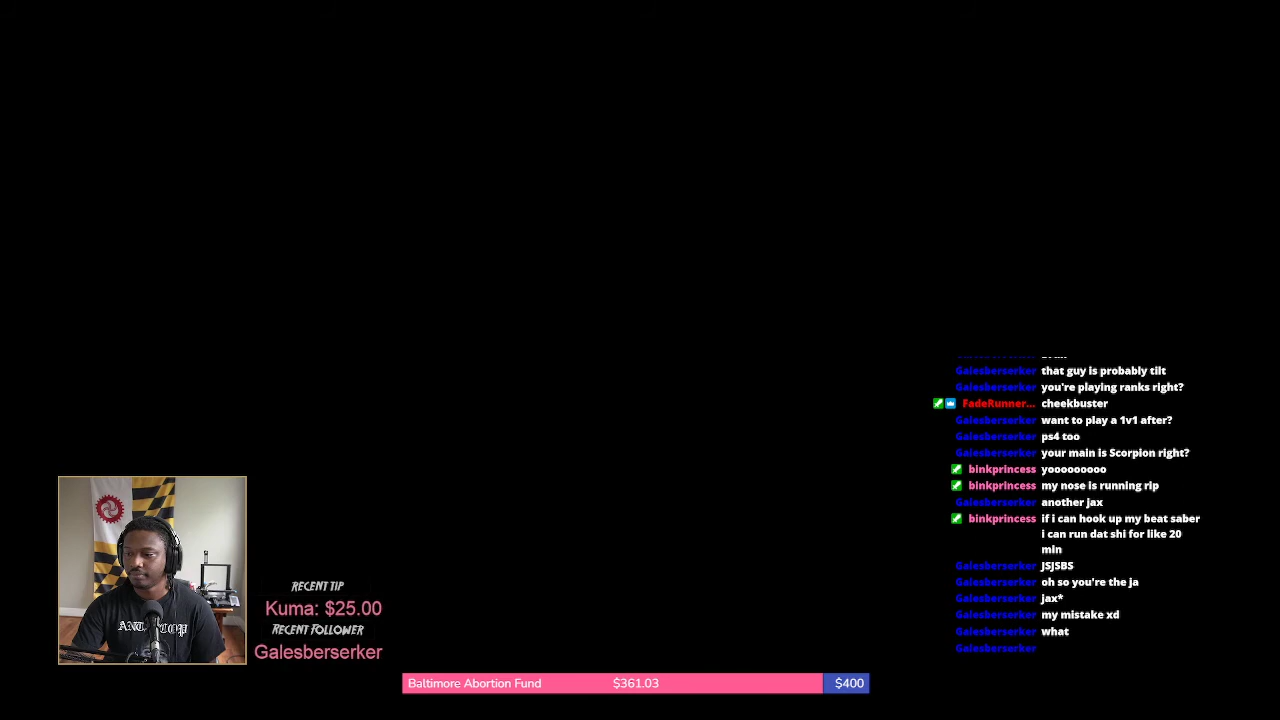 Galesberserker that guy is probably tilt
Galesberserker you're playing ranks right?
FadeRunner... cheekbuster
Galesberserker want to play a 1v1 after?
Galesberserker ps4 too
Galesberserker your main is Scorpion right?
binkprincess yooooooooo
binkprincess my nose is running rip
Galesberserker another jax
binkprincess if i can hook up my beat saber
i can run dat shi for like 20
min
Galesberserker JSJSBS
Galesberserker oh so you're the ja
Galesberserker jax*
Galesberserker my mistake xd
Galesberserker what
Galesberserker
RECENT TIP
Kuma: $25.00
RECENT FOLLOWER
Galesberserker
Baltimore Abortion Fund $361.03 $400